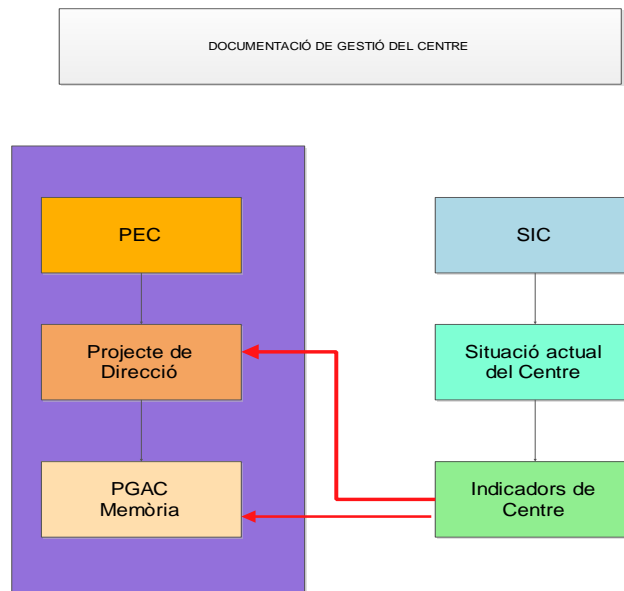 DOCUMENTACIÓ DE GESTIÓ DEL CENTRE
PEC
SIC
Projecte de
Direcció
Situació actual
del Centre
PGAC
Memòria
Indicadors de
Centre